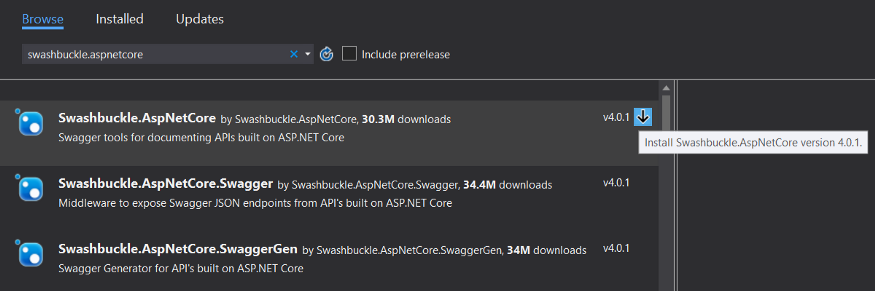 Browse Installed Updates
swashbuckle.aspnetcore Include prerelease
Swashbuckle.AspNetCore by Swashbuckle.AspNetCore, 30.3M downloads v4.0.1
Swagger tools for documenting APIs built on ASP.NET Core
Install Swashbuckle.AspNetCore version 4.0.1.
Swashbuckle.AspNetCore.Swagger by Swashbuckle.AspNetCore.Swagger, 34.4M downloads v4.0.1
Middleware to expose Swagger JSON endpoints from API's built on ASP.NET Core
Swashbuckle.AspNetCore.SwaggerGen by Swashbuckle.AspNetCore.SwaggerGen, 34M downloads v4.0.1
Swagger Generator for API's built on ASP.NET Core